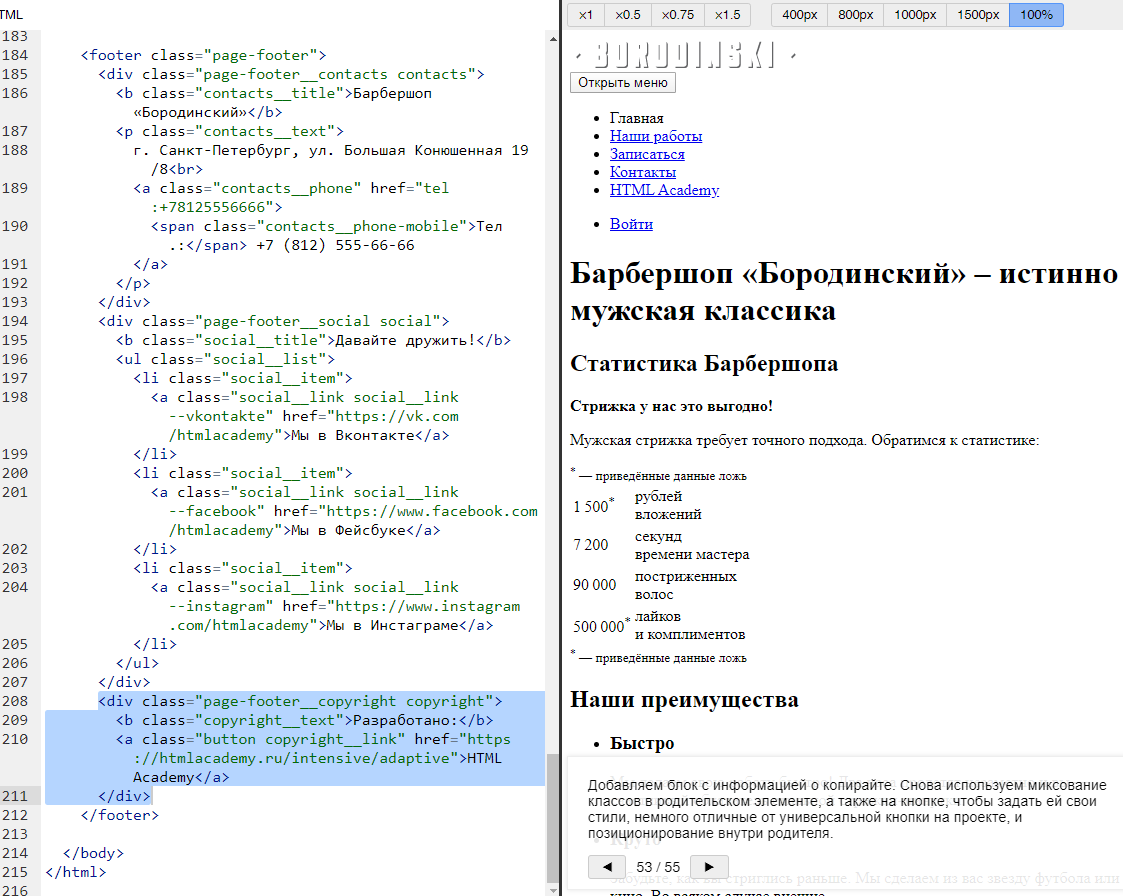 TML
×1 ×0.5 ×0.75 ×1.5 400px 800px 1000px 1500px 100%
183
184 <footer class="page-footer">
185 <div class="page-footer__contacts contacts">
186 <b class="contacts__title">Барбершоп
«Бородинский»</b>
187 <p class="contacts__text">
188 г. Санкт-Петербург, ул. Большая Конюшенная 19
/8<br>
189 <a class="contacts__phone" href="tel
:+78125556666">
190 <span class="contacts__phone-mobile">Тел
.:</span> +7 (812) 555-66-66
191 </a>
192 </p>
193 </div>
194 <div class="page-footer__social social">
195 <b class="social__title">Давайте дружить!</b>
196 <ul class="social__list">
197 <li class="social__item">
198 <a class="social__link social__link
--vkontakte" href="https://vk.com
/htmlacademy">Мы в Вконтакте</a>
199 </li>
200 <li class="social__item">
201 <a class="social__link social__link
--facebook" href="https://www.facebook.com
/htmlacademy">Мы в Фейсбуке</a>
202 </li>
203 <li class="social__item">
204 <a class="social__link social__link
--instagram" href="https://www.instagram
.com/htmlacademy">Мы в Инстаграме</a>
205 </li>
206 </ul>
207 </div>
208 <div class="page-footer__copyright copyright">
209 <b class="copyright__text">Разработано:</b>
210 <a class="button copyright__link" href="https
://htmlacademy.ru/intensive/adaptive">HTML
Academy</a>
211 </div>
212 </footer>
213
214 </body>
215 </html>
216
· BORODINSKI ·
Открыть меню
• Главная
• Наши работы
• Записаться
• Контакты
• HTML Academy
• Войти
Барбершоп «Бородинский» – истинно
мужская классика
Статистика Барбершопа
Стрижка у нас это выгодно!
Мужская стрижка требует точного подхода. Обратимся к статистике:
* — приведённые данные ложь
1 500* рублей
вложений
7 200 секунд
времени мастера
90 000 постриженных
волос
500 000* лайков
и комплиментов
* — приведённые данные ложь
Наши преимущества
• Быстро
Добавляем блок с информацией о копирайте. Снова используем миксование
классов в родительском элементе, а также на кнопке, чтобы задать ей свои
стили, немного отличные от универсальной кнопки на проекте, и
позиционирование внутри родителя.
• Круто
◄ 53 / 55 ►
Забудьте, как вы стриглись раньше. Мы сделаем из вас звезду футбола или